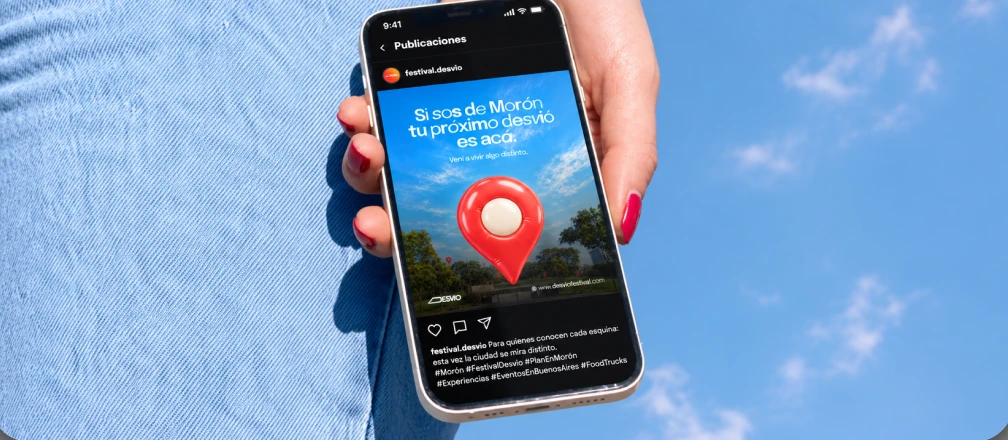 9:41
Publicaciones
festival.desvio
Si sos de Morón
tu próximo desvió
es acá.
Vení a vivir algo distinto.
DESVIO
www.desviofestival.com
festival.desvio Para quienes conocen cada esquina:
esta vez la ciudad se mira distinto.
#Morón #FestivalDesvio #PlanEnMorón
#Experiencias #EventosEnBuenosAires #FoodTrucks